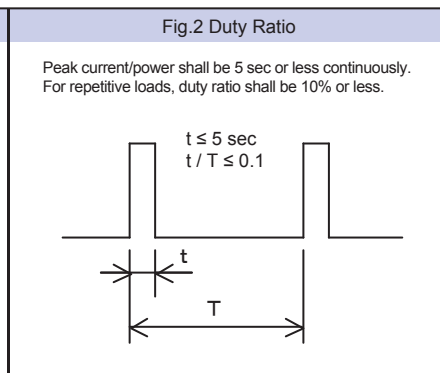 Fig.2 Duty Ratio
Peak current/power shall be 5 sec or less continuously.
For repetitive loads, duty ratio shall be 10% or less.
t ≤ 5 sec
t / T ≤ 0.1
t
T